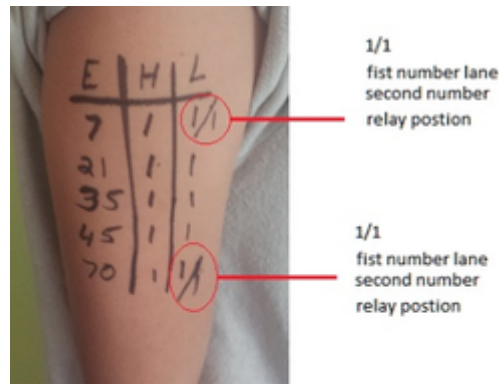 E H L
7 1 1/1
21 1 1
35 1 1
45 1 1
70 1 1/1
1/1
fist number lane
second number
relay postion
1/1
fist number lane
second number
relay postion